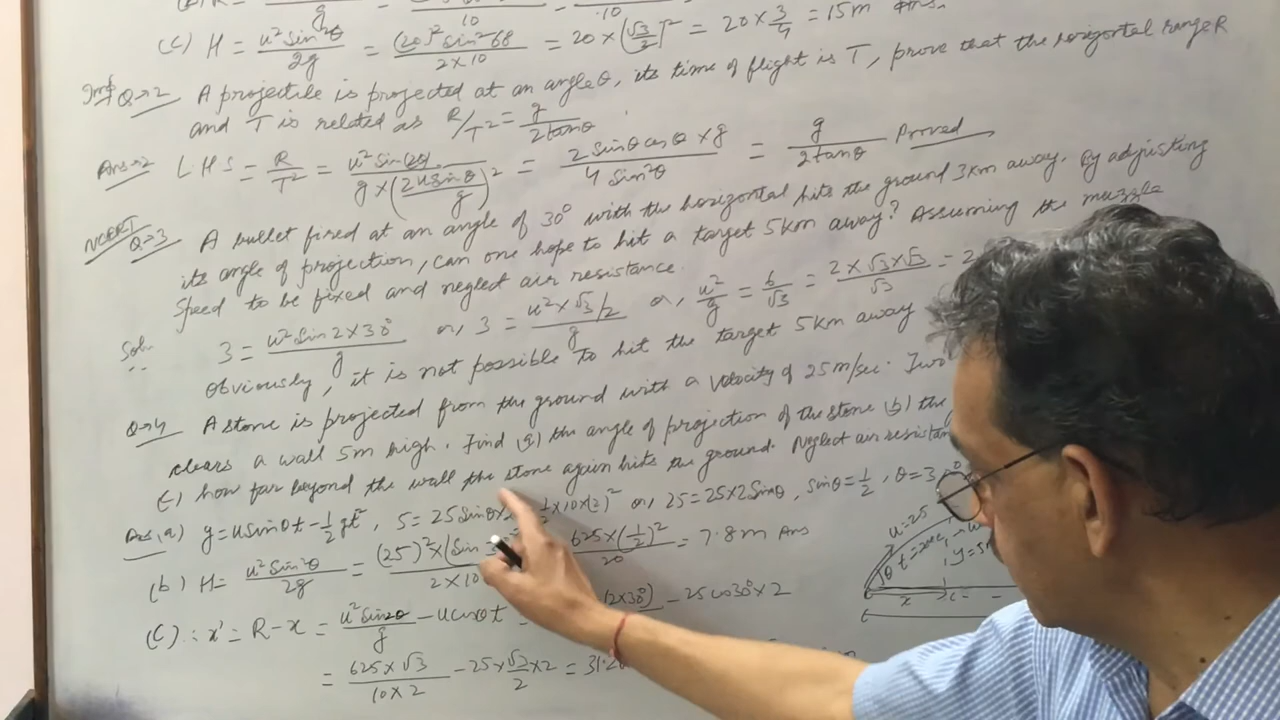 g 10 10
(C) H = u² sin²θ / 2g = (20)² sin²60 / 2×10 = 20 × (√3/2)² = 20 × 3/4 = 15m Ans.
Imp Q→2 A projectile is projected at an angle θ, its time of flight is T, prove that the horizontal range R
and T is related as R/T² = g / 2tanθ
Ans→2 L.H.S = R/T² = u² sin(2θ) / g × (2u sinθ / g)² = 2 sinθ cosθ × g / 4 sin²θ = g / 2tanθ Proved
NCERT Q→3 A bullet fired at an angle of 30° with the horizontal hits the ground 3km away. By adjusting
its angle of projection, can one hope to hit a target 5km away? Assuming the muzzle
speed to be fixed and neglect air resistance.
Sol. 3 = u² sin 2×30° / g or, 3 = u² × √3/2 / g or, u²/g = 6/√3 = 2 × √3 × √3 / √3 = 2
obviously, it is not possible to hit the target 5km away
Q→4 A stone is projected from the ground with a velocity of 25 m/sec. Two
clears a wall 5m high. Find (a) the angle of projection of the stone (b) the
(c) how far beyond the wall the stone again hits the ground. Neglect air resistan
Ans.(a) y = u sinθ t – 1/2 gt², 5 = 25 sinθ × 1/2 × 10 × (2)² or, 25 = 25×2 sinθ, sinθ = 1/2, θ = 30°
(b) H = u² sin²θ / 2g = (25)² × (sin 30 / 2×10 625 × (1/2)² / 20 = 7.8m Ans
(C) ∴ x' = R – x = u² sin2θ / g – u cosθ t = (2×30°) – 25 cos30° × 2
= 625 × √3 / 10 × 2 – 25 × √3/2 × 2 = 31.20
u = 25
θ t = 2sec
y = 5
x